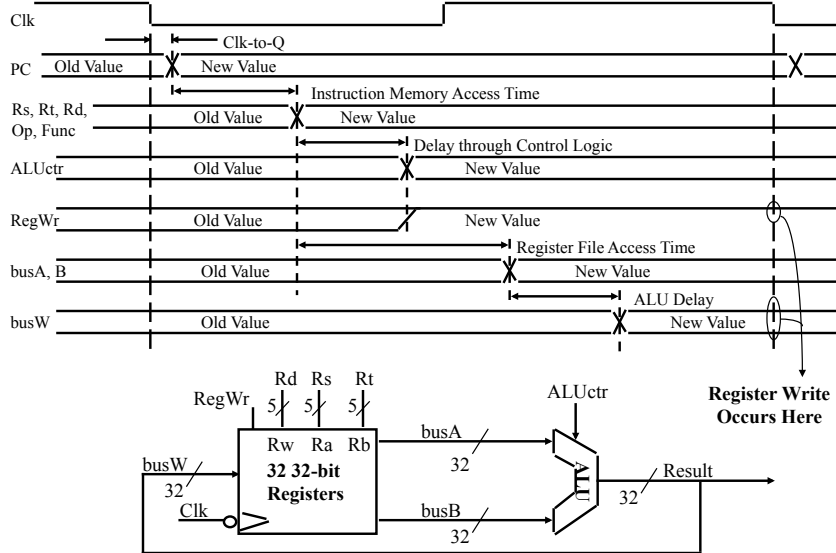 Clk
Clk-to-Q
PC
Old Value
New Value
Instruction Memory Access Time
Rs, Rt, Rd,
Op, Func
Old Value
New Value
Delay through Control Logic
ALUctr
Old Value
New Value
RegWr
Old Value
New Value
Register File Access Time
busA, B
Old Value
New Value
ALU Delay
busW
Old Value
New Value
Register Write
Occurs Here
Rd
Rs
Rt
RegWr
5
5
5
ALUctr
Rw
Ra
Rb
busA
32
busW
32
32 32-bit
Registers
ALU
Result
32
Clk
busB
32